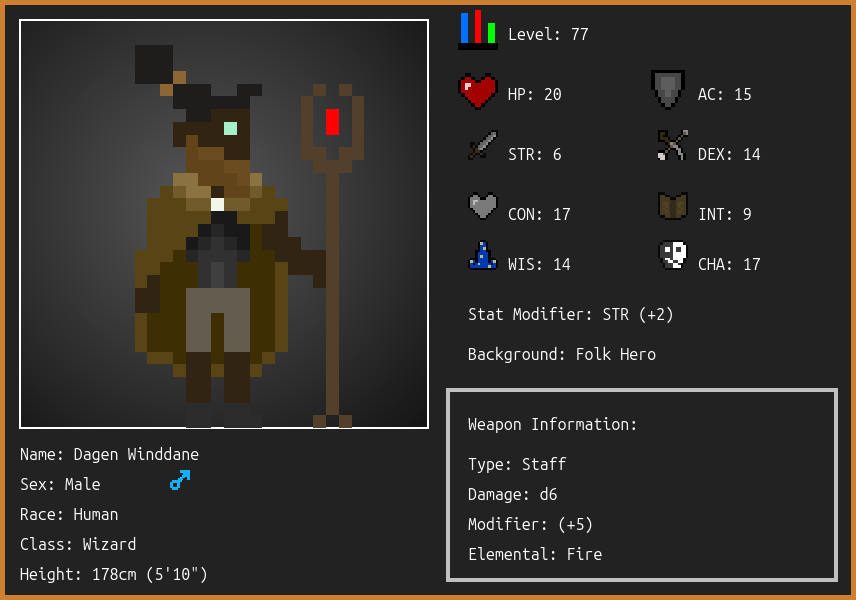 Level: 77
HP: 20
AC: 15
STR: 6
DEX: 14
CON: 17
INT: 9
WIS: 14
CHA: 17
Stat Modifier: STR (+2)
Background: Folk Hero
Weapon Information:
Type: Staff
Damage: d6
Modifier: (+5)
Elemental: Fire
Name: Dagen Winddane
Sex: Male
Race: Human
Class: Wizard
Height: 178cm (5'10")